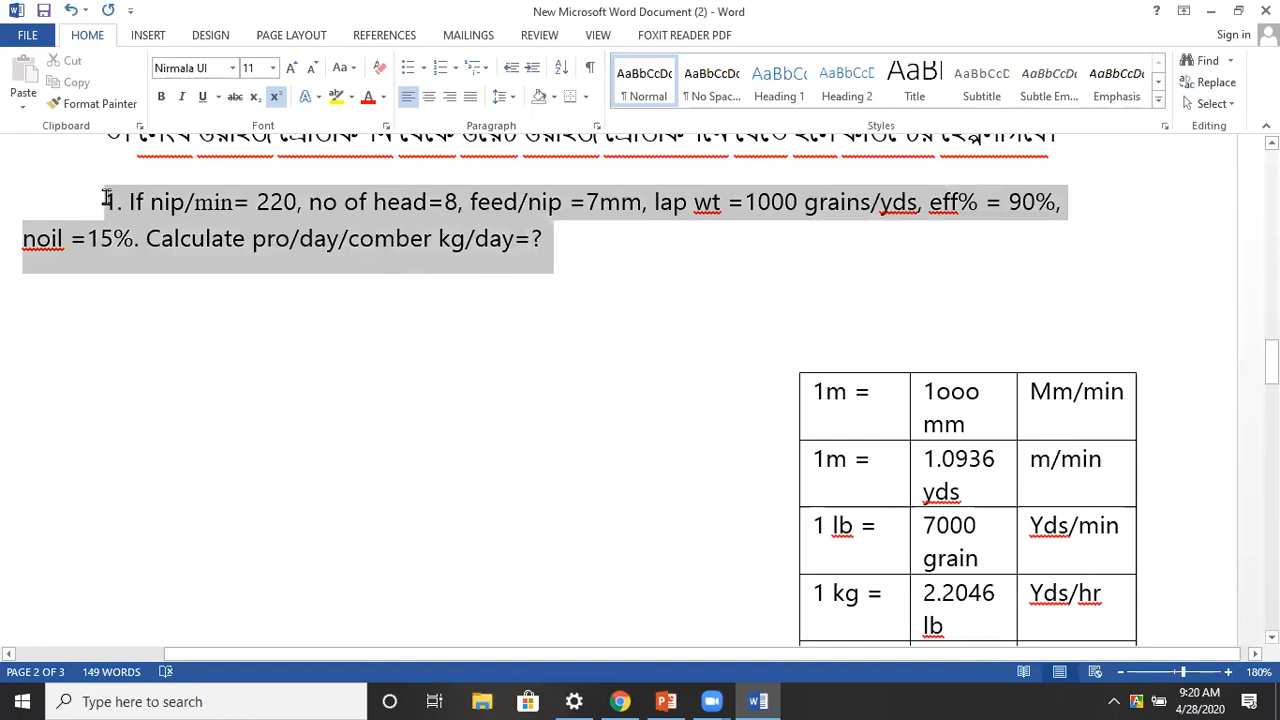 New Microsoft Word Document (2) - Word
Sign in
FILE HOME INSERT DESIGN PAGE LAYOUT REFERENCES MAILINGS REVIEW VIEW FOXIT READER PDF
Paste
Cut
Copy
Format Painter
Clipboard
Nirmala UI 11
Font
Paragraph
AaBbCcDc AaBbCcDc AaBbCc AaBbCcDc AaBb AaBbCcDc AaBbCcDc AaBbCcDc
¶ Normal ¶ No Spac... Heading 1 Heading 2 Title Subtitle Subtle Em... Emphasis
Styles
Find
Replace
Select
Editing
1. If nip/min= 220, no of head=8, feed/nip =7mm, lap wt =1000 grains/yds, eff% = 90%,
noil =15%. Calculate pro/day/comber kg/day=?
1m = 1ooo mm Mm/min
1m = 1.0936 yds m/min
1 lb = 7000 grain Yds/min
1 kg = 2.2046 lb Yds/hr
PAGE 2 OF 3 149 WORDS
180%
Type here to search
9:20 AM
4/28/2020